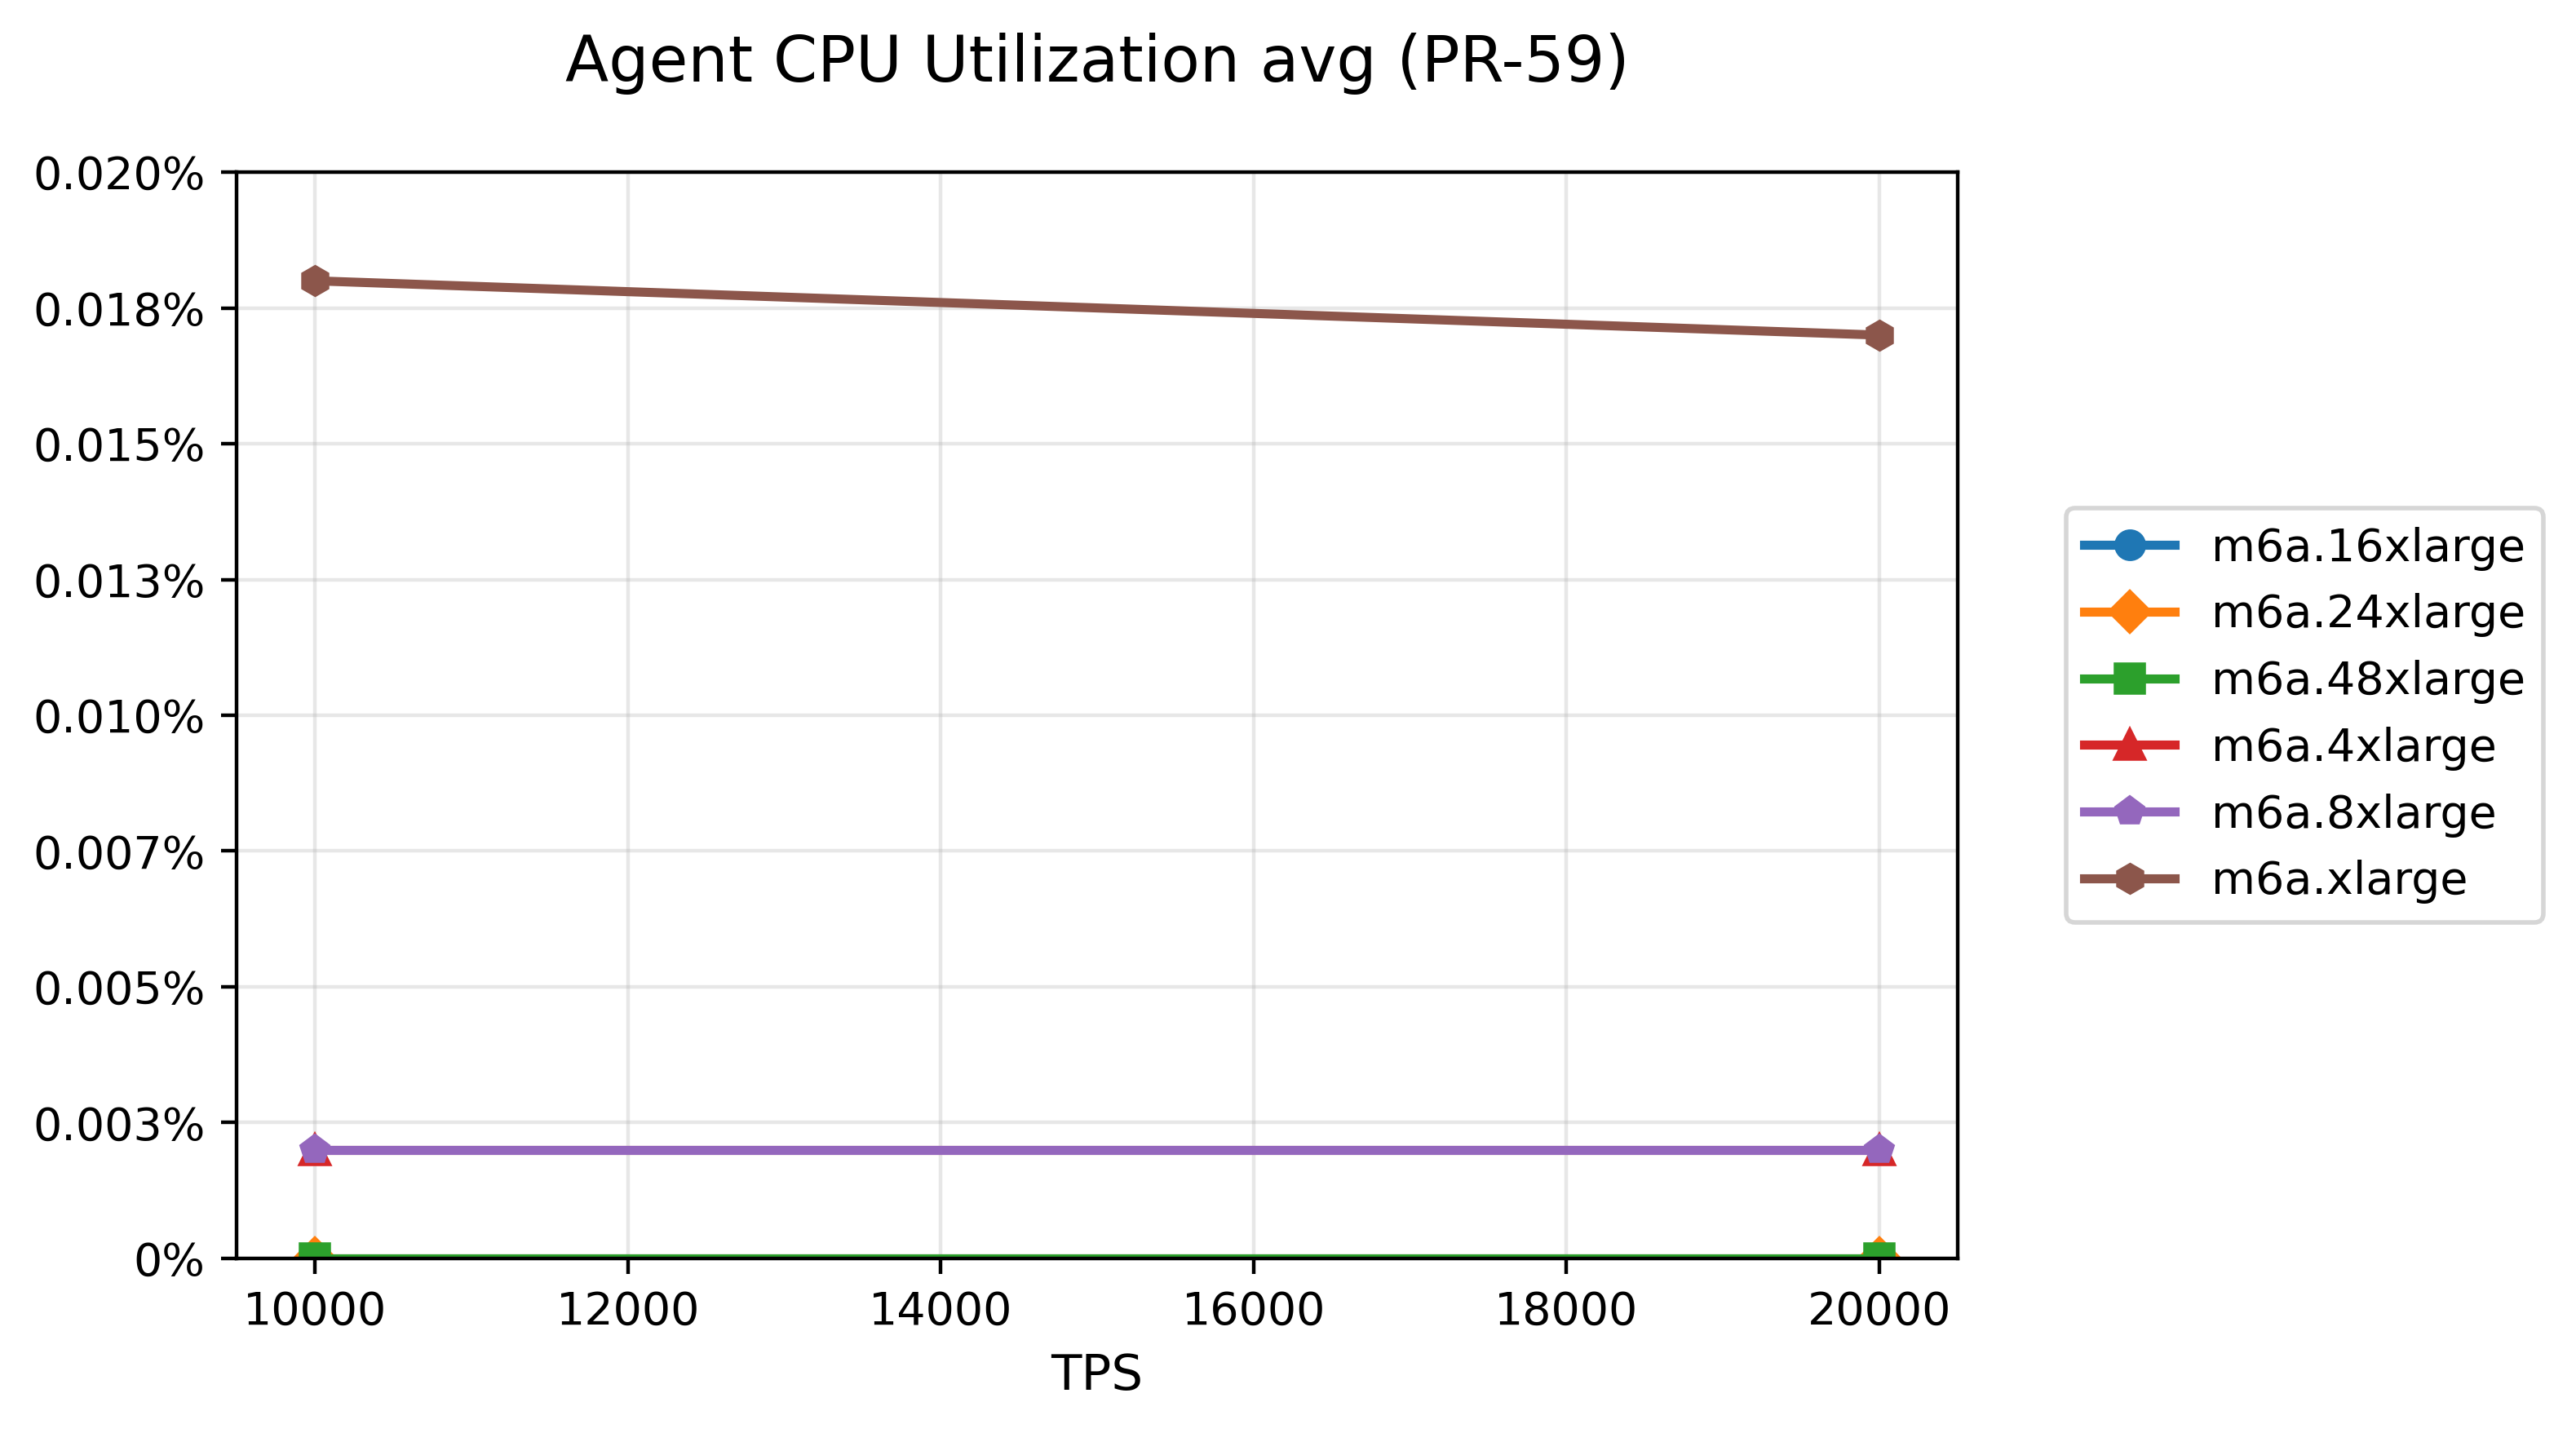 Agent CPU Utilization avg (PR-59)
0.020%
0.018%
0.015%
0.013%
0.010%
0.007%
0.005%
0.003%
0%
10000 12000 14000 16000 18000 20000
TPS
m6a.16xlarge
m6a.24xlarge
m6a.48xlarge
m6a.4xlarge
m6a.8xlarge
m6a.xlarge